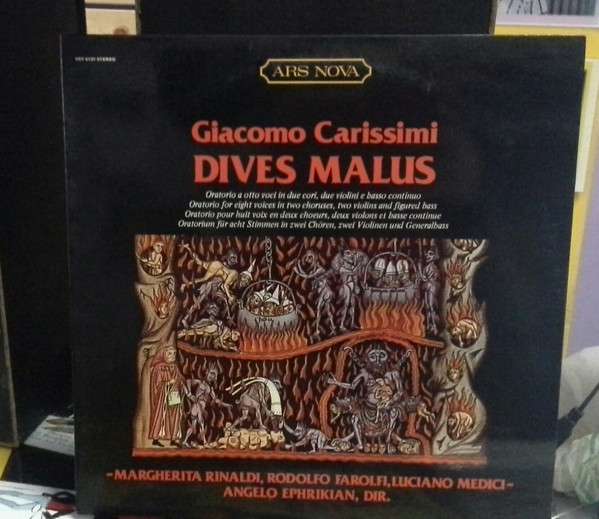 ARS NOVA
Giacomo Carissimi
DIVES MALUS
Oratorio a otto voci in due cori, due violini e basso continuo
Oratorio for eight voices in two choruses, two violins and figured bass
Oratorio pour huit voix en deux choeurs, deux violons et basse continue
Oratorium für acht Stimmen in zwei Chören, zwei Violinen und Generalbass
-MARGHERITA RINALDI, RODOLFO FAROLFI,LUCIANO MEDICI-
ANGELO EPHRIKIAN, DIR.